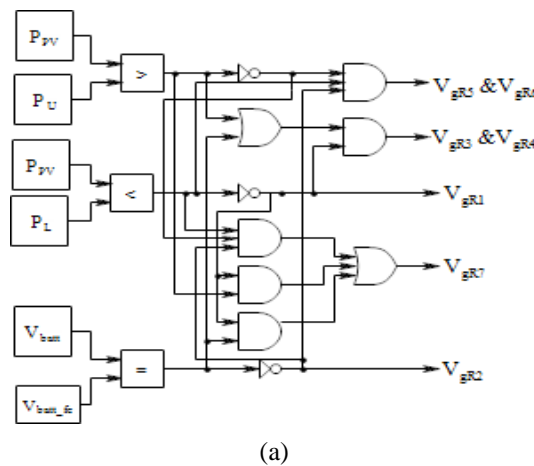 P_PV
>
V_gR5 & V_gR6
P_U
V_gR3 & V_gR4
P_PV
<
V_gR1
P_L
V_gR7
V_batt
=
V_gR2
V_batt_fc
(a)